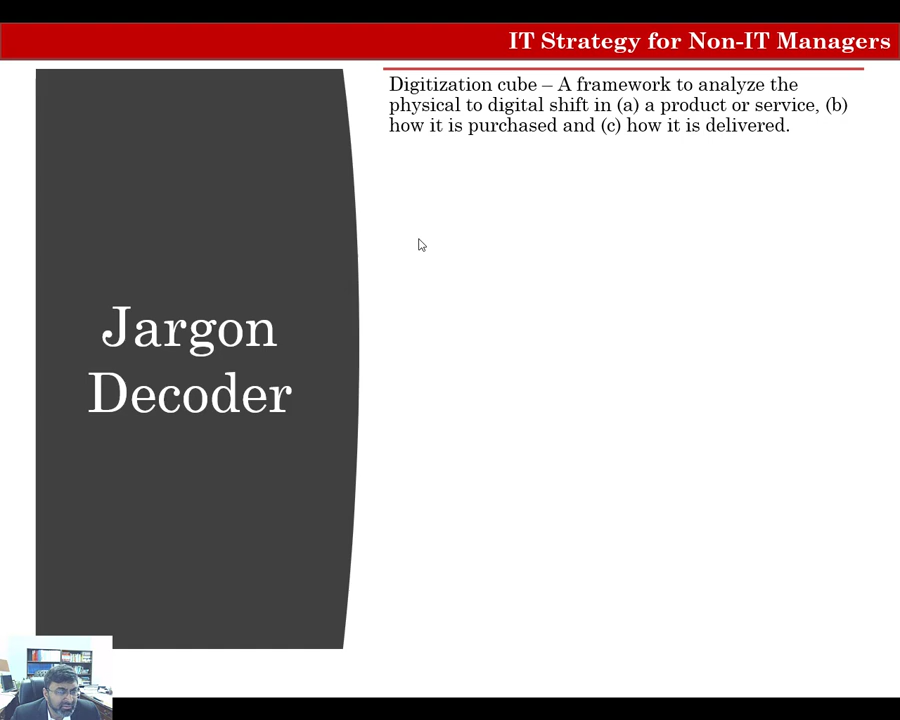 IT Strategy for Non-IT Managers
Digitization cube – A framework to analyze the
physical to digital shift in (a) a product or service, (b)
how it is purchased and (c) how it is delivered.
Jargon
Decoder